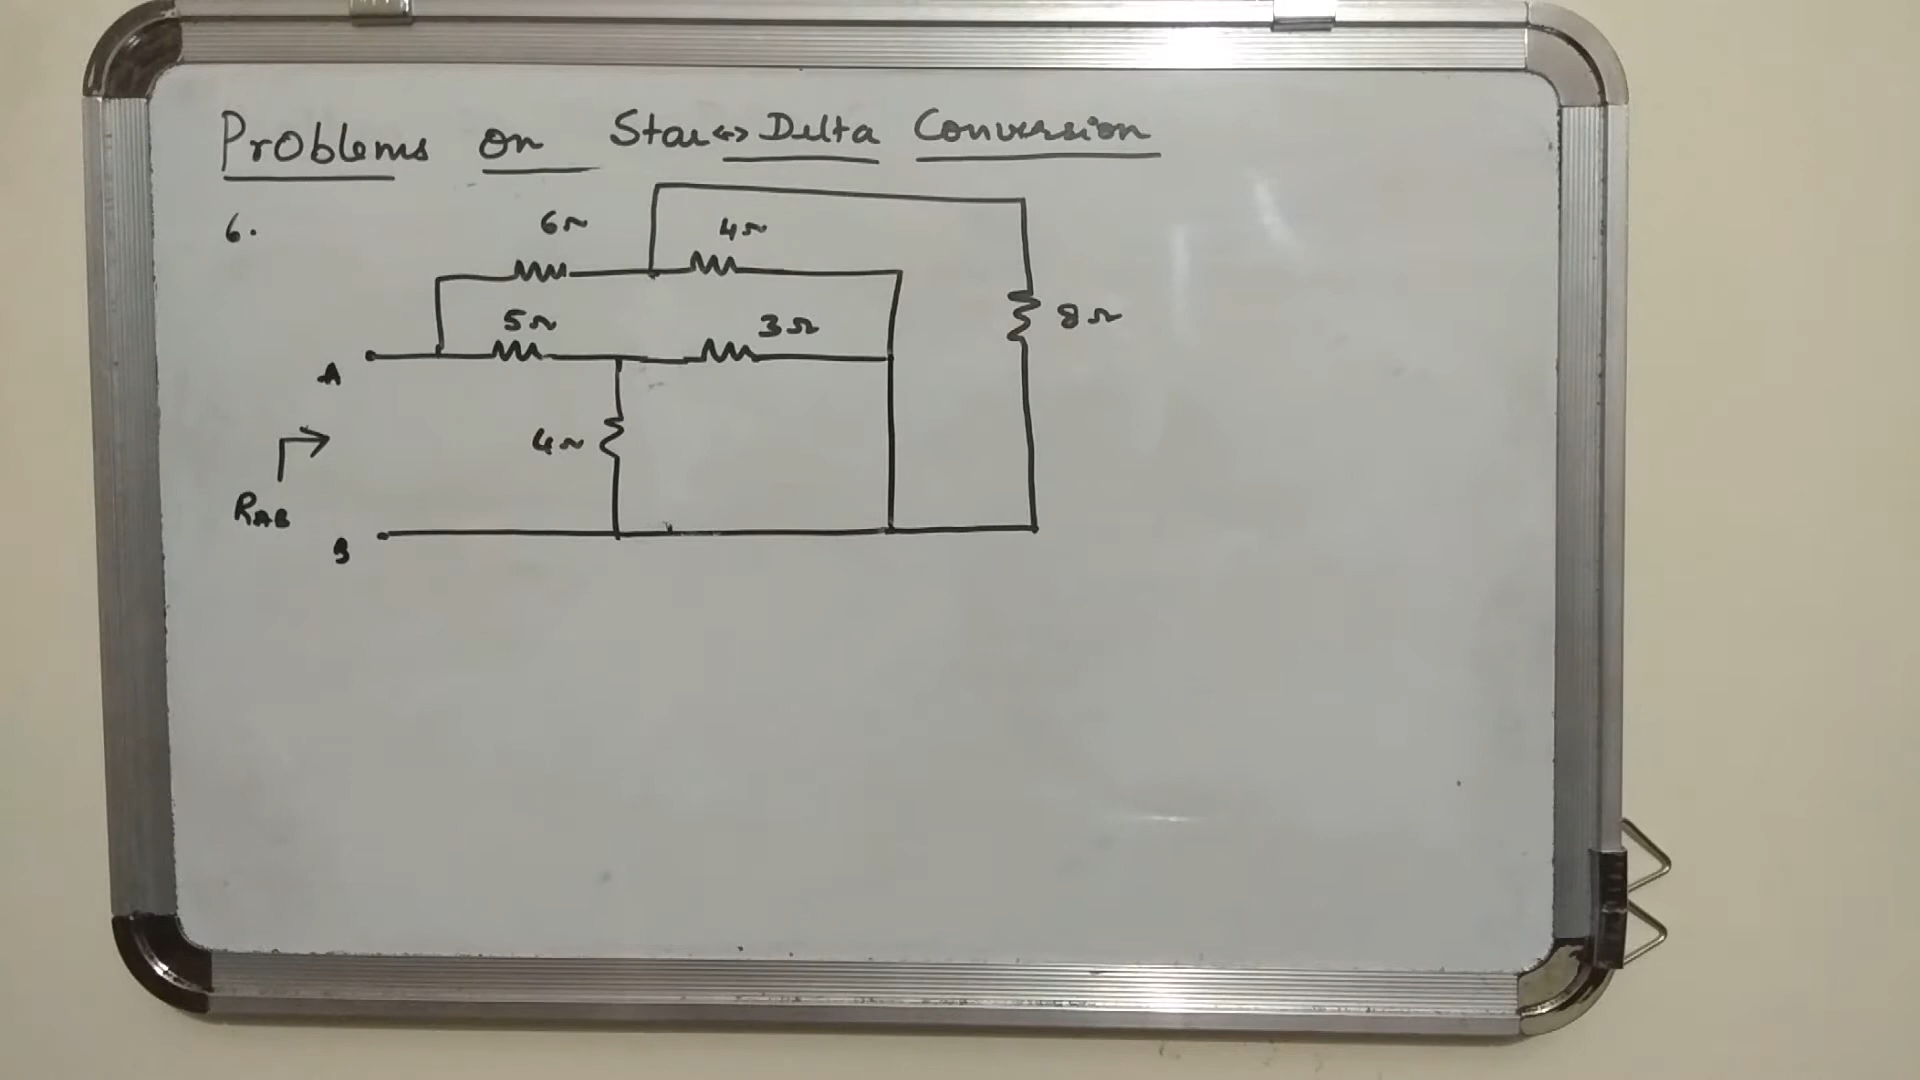 Problems on Star ↔ Delta Conversion
6.
6Ω 4Ω
5Ω 3Ω 8Ω
A
4Ω
RAB
B